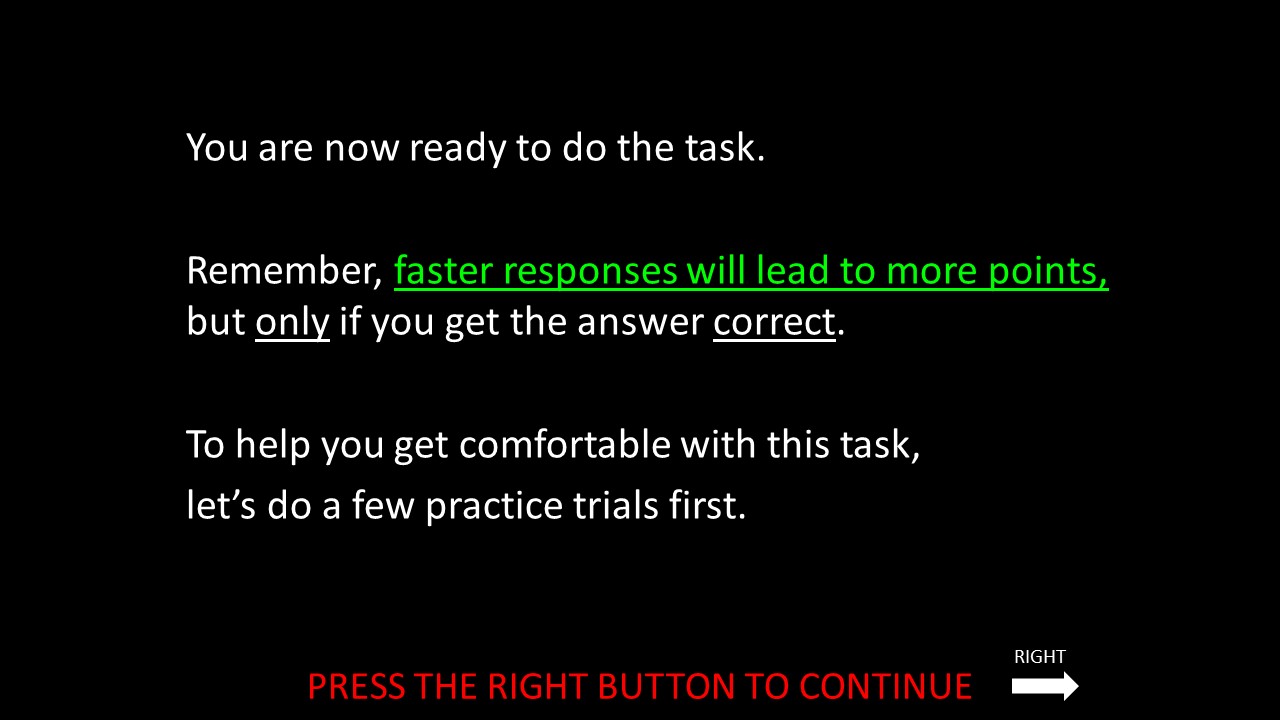 You are now ready to do the task.
Remember, faster responses will lead to more points,
but only if you get the answer correct.
To help you get comfortable with this task,
let’s do a few practice trials first.
RIGHT
PRESS THE RIGHT BUTTON TO CONTINUE